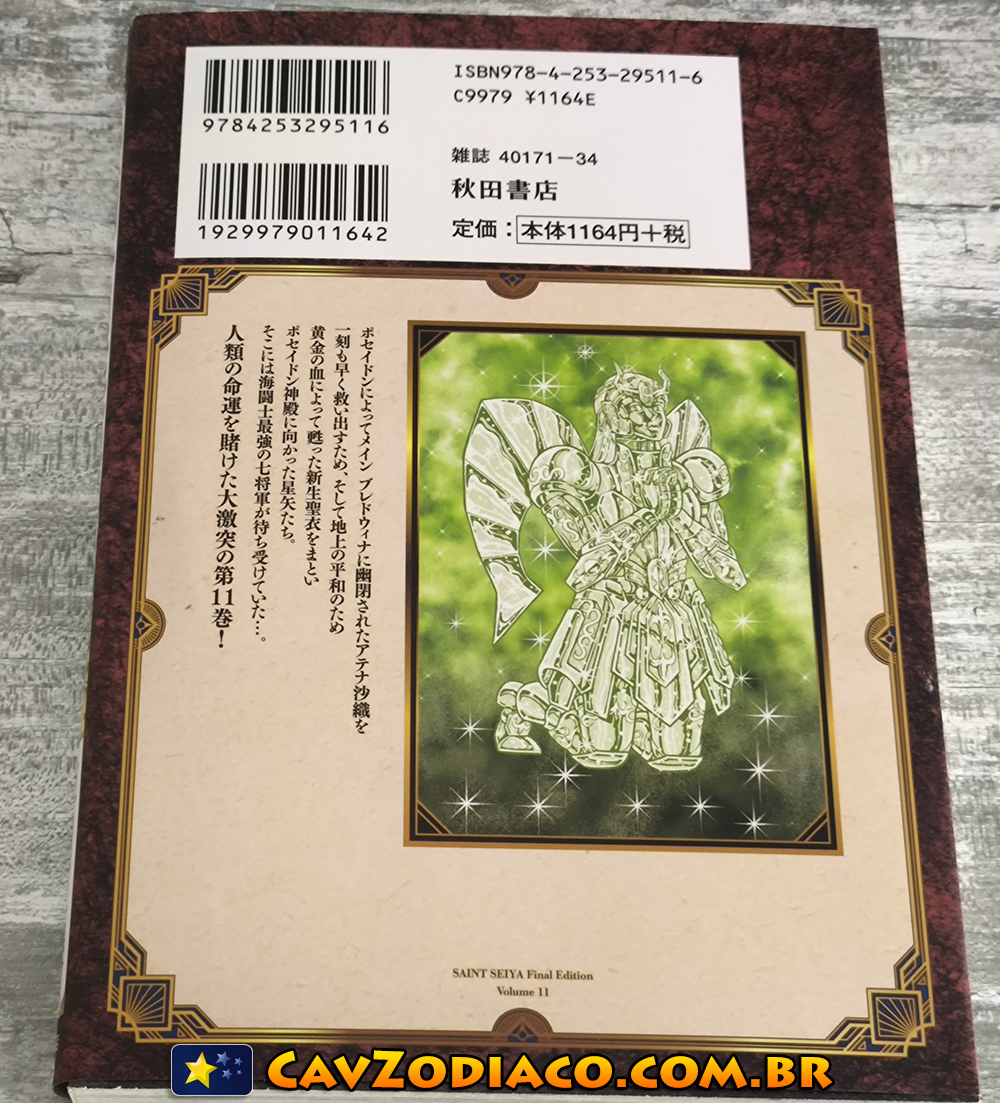 ISBN978-4-253-29511-6
C9979 ¥1164E
9784253295116
雑誌 40171-34
秋田書店
1929979011642
定価：本体1164円+税
ポセイドンによってメイン ブレドウィナに幽閉されたアテナ沙織を
一刻も早く救い出すため、そして地上の平和のため
黄金の血によって甦った新生聖衣をまとい
ポセイドン神殿に向かった星矢たち。
そこには海闘士最強の七将軍が待ち受けていた…。
人類の命運を賭けた大激突の第11巻！
SAINT SEIYA Final Edition
Volume 11
CavZodiaco.com.br